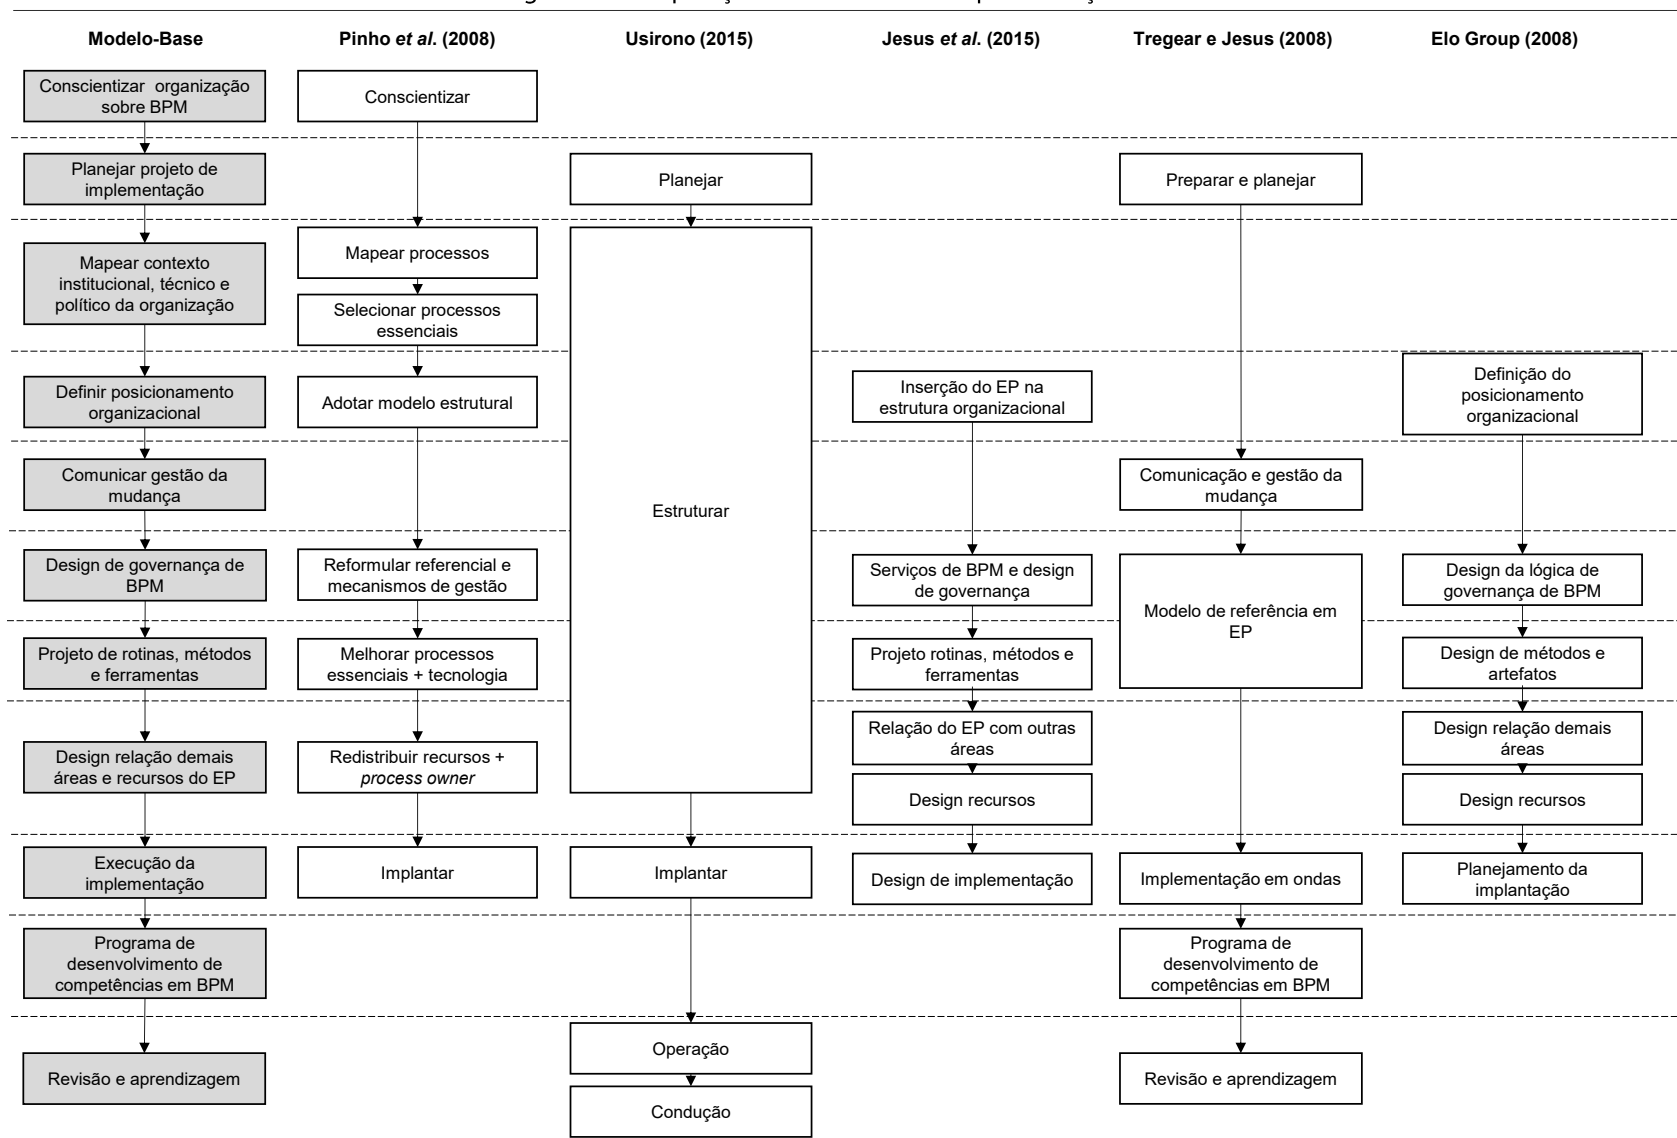 Modelo-Base
Pinho et al. (2008)
Usirono (2015)
Jesus et al. (2015)
Tregear e Jesus (2008)
Elo Group (2008)
Conscientizar organização
sobre BPM
Conscientizar
Planejar projeto de
implementação
Planejar
Preparar e planejar
Mapear contexto
institucional, técnico e
político da organização
Mapear processos
Selecionar processos
essenciais
Estruturar
Definir posicionamento
organizacional
Adotar modelo estrutural
Inserção do EP na
estrutura organizacional
Definição do
posicionamento
organizacional
Comunicar gestão da
mudança
Comunicação e gestão da
mudança
Design de governança de
BPM
Reformular referencial e
mecanismos de gestão
Serviços de BPM e design
de governança
Modelo de referência em
EP
Design da lógica de
governança de BPM
Projeto de rotinas, métodos
e ferramentas
Melhorar processos
essenciais + tecnologia
Projeto rotinas, métodos e
ferramentas
Design de métodos e
artefatos
Design relação demais
áreas e recursos do EP
Redistribuir recursos +
process owner
Relação do EP com outras
áreas
Design recursos
Design relação demais
áreas
Design recursos
Execução da
implementação
Implantar
Implantar
Design de implementação
Implementação em ondas
Planejamento da
implantação
Programa de
desenvolvimento de
competências em BPM
Programa de
desenvolvimento de
competências em BPM
Revisão e aprendizagem
Operação
Condução
Revisão e aprendizagem